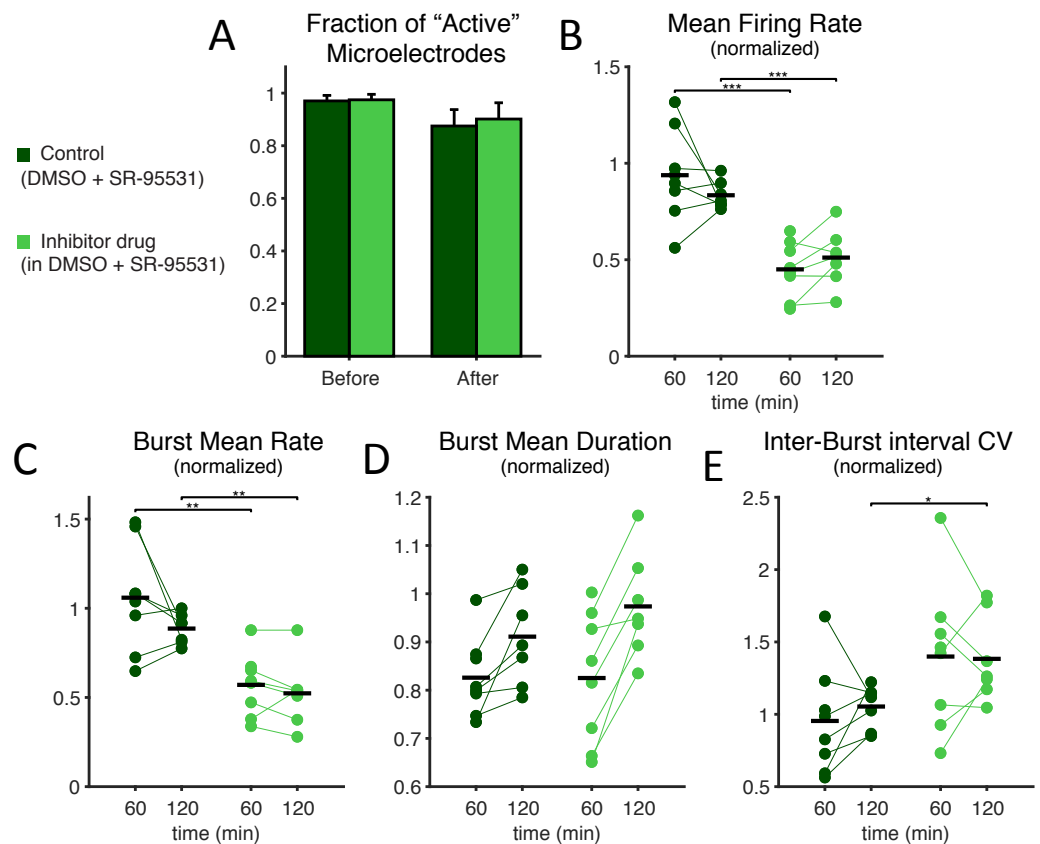 A
Fraction of “Active”
Microelectrodes
Control
(DMSO + SR-95531)
Inhibitor drug
(in DMSO + SR-95531)
1
0.8
0.6
0.4
0.2
0
Before
After
B
Mean Firing Rate
(normalized)
***
***
1.5
1
0.5
0
60
120
60
120
time (min)
C
Burst Mean Rate
(normalized)
**
**
1.5
1
0.5
0
60
120
60
120
time (min)
D
Burst Mean Duration
(normalized)
1.2
1.1
1
0.9
0.8
0.7
0.6
60
120
60
120
time (min)
E
Inter-Burst interval CV
(normalized)
*
2.5
2
1.5
1
0.5
60
120
60
120
time (min)